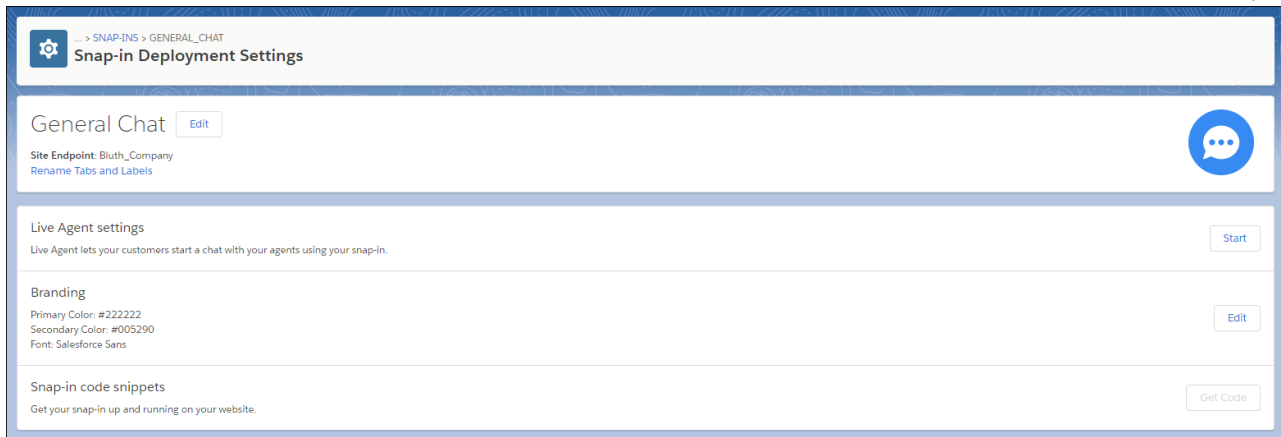 ... > SNAP-INS > GENERAL_CHAT
Snap-in Deployment Settings
General Chat Edit
Site Endpoint: Bluth_Company
Rename Tabs and Labels
Live Agent settings
Live Agent lets your customers start a chat with your agents using your snap-in.
Start
Branding
Primary Color: #222222
Secondary Color: #005290
Font: Salesforce Sans
Edit
Snap-in code snippets
Get your snap-in up and running on your website.
Get Code